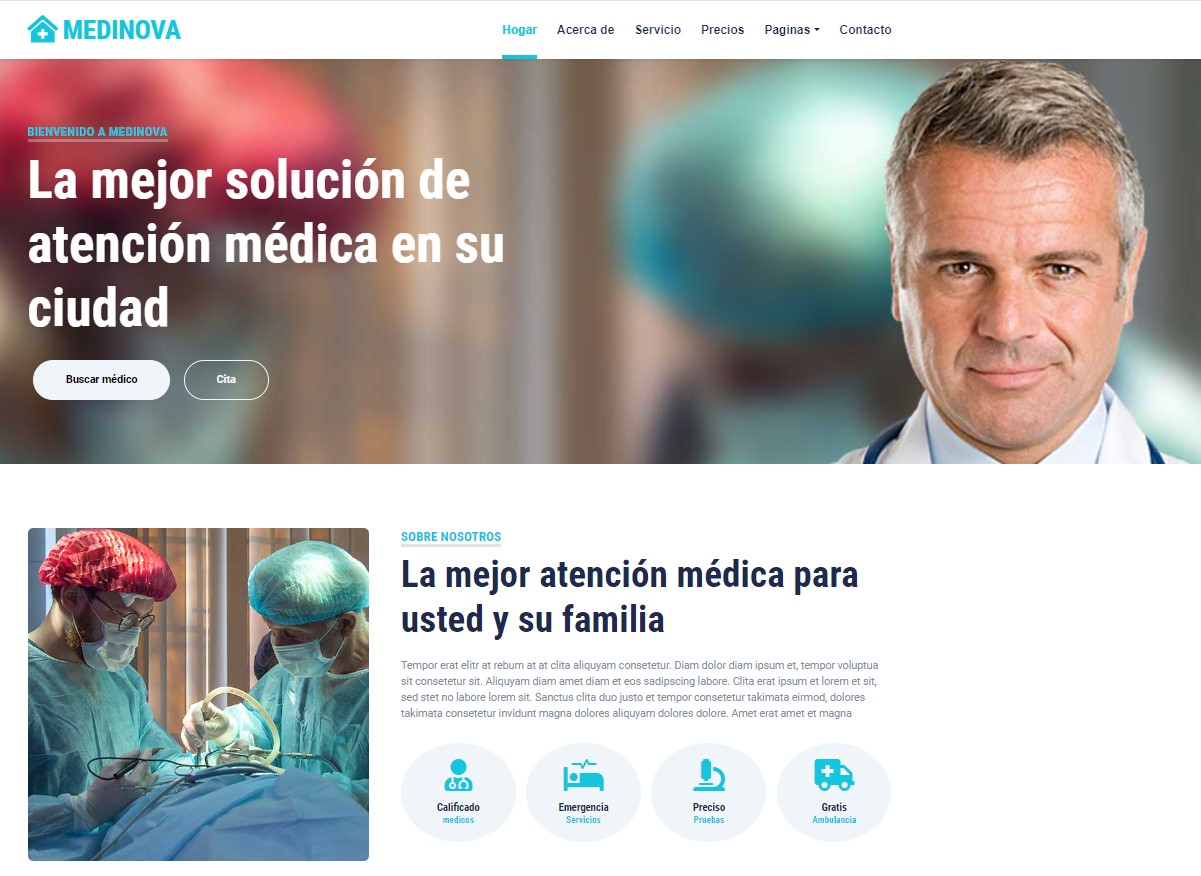 MEDINOVA
Hogar Acerca de Servicio Precios Paginas Contacto
BIENVENIDO A MEDINOVA
La mejor solución de
atención médica en su
ciudad
Buscar médico Cita
SOBRE NOSOTROS
La mejor atención médica para
usted y su familia
Tempor erat elitr at rebum at at clita aliquyam consetetur. Diam dolor diam ipsum et, tempor voluptua
sit consetetur sit. Aliquyam diam amet diam et eos sadipscing labore. Clita erat ipsum et lorem et sit,
sed stet no labore lorem sit. Sanctus clita duo justo et tempor consetetur takimata eirmod, dolores
takimata consetetur invidunt magna dolores aliquyam dolores dolore. Amet erat amet et magna
Calificado
medicos
Emergencia
Servicios
Preciso
Pruebas
Gratis
Ambulancia